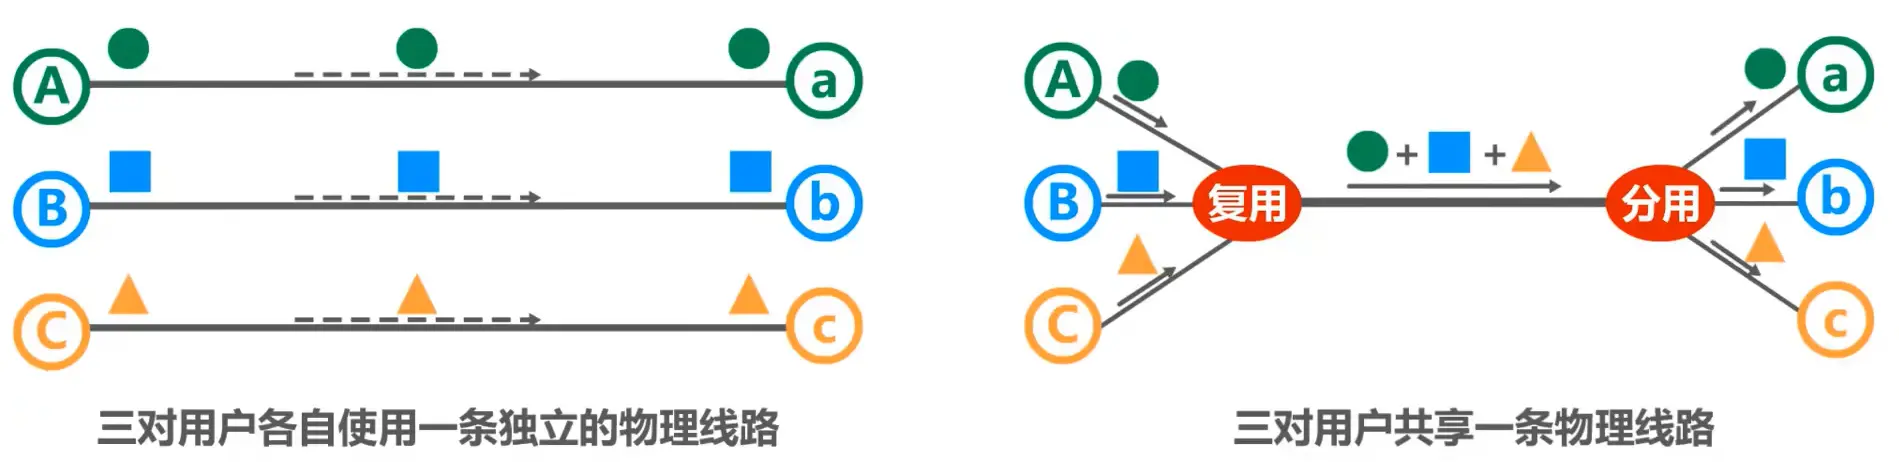 A a
B b
C c
三对用户各自使用一条独立的物理线路
A a
+ +
B 复用 分用 b
C c
三对用户共享一条物理线路